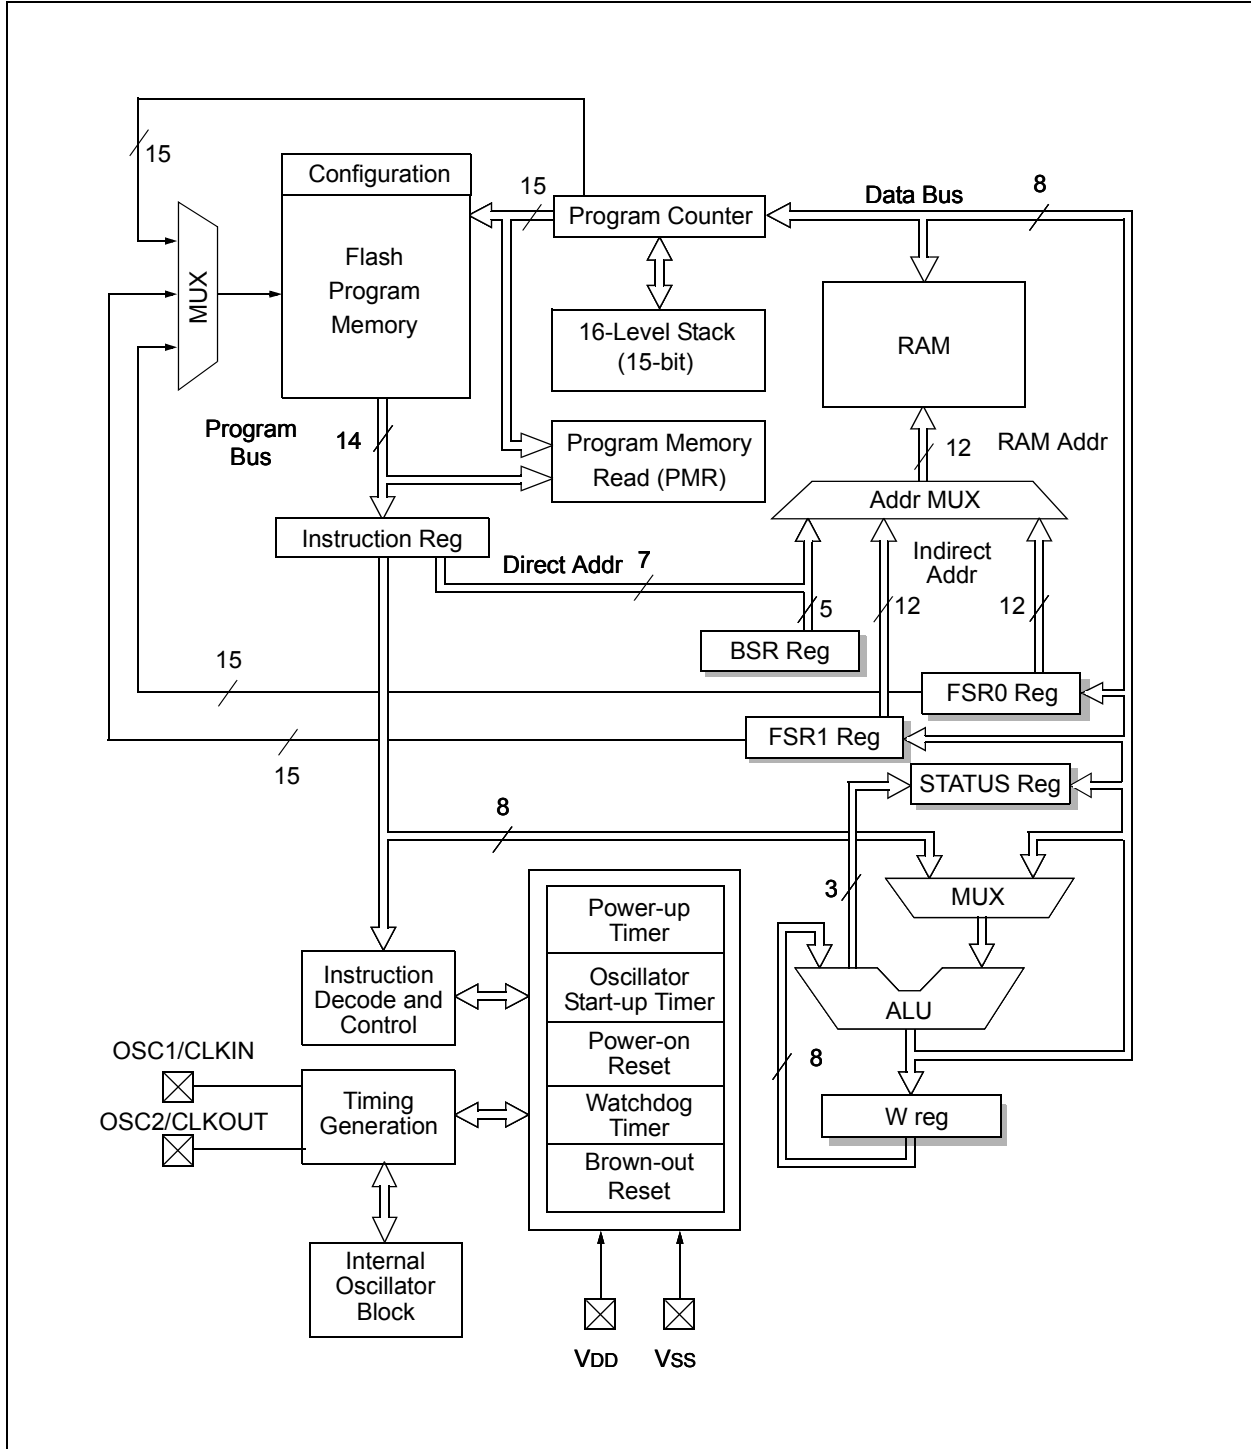 15
Configuration
15
Data Bus
8
Program Counter
Flash
Program
Memory
MUX
16-Level Stack
(15-bit)
RAM
Program
Bus
14
Program Memory
Read (PMR)
12
RAM Addr
Addr MUX
Instruction Reg
Direct Addr
7
Indirect
Addr
5
12
12
BSR Reg
15
FSR0 Reg
FSR1 Reg
15
STATUS Reg
8
3
MUX
Power-up
Timer
Instruction
Decode and
Control
Oscillator
Start-up Timer
ALU
OSC1/CLKIN
Power-on
Reset
8
OSC2/CLKOUT
Timing
Generation
Watchdog
Timer
W reg
Brown-out
Reset
Internal
Oscillator
Block
VDD
VSS